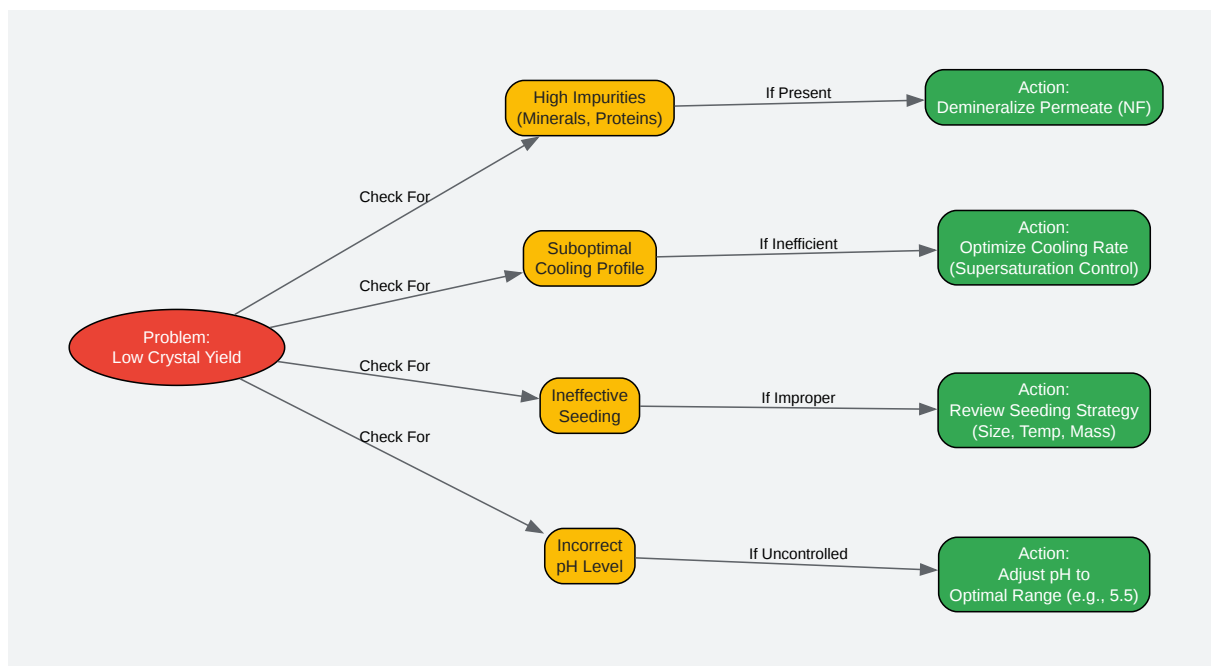 Problem:
Low Crystal Yield
Check For
High Impurities
(Minerals, Proteins)
If Present
Action:
Demineralize Permeate (NF)
Check For
Suboptimal
Cooling Profile
If Inefficient
Action:
Optimize Cooling Rate
(Supersaturation Control)
Check For
Ineffective
Seeding
If Improper
Action:
Review Seeding Strategy
(Size, Temp, Mass)
Check For
Incorrect
pH Level
If Uncontrolled
Action:
Adjust pH to
Optimal Range (e.g., 5.5)